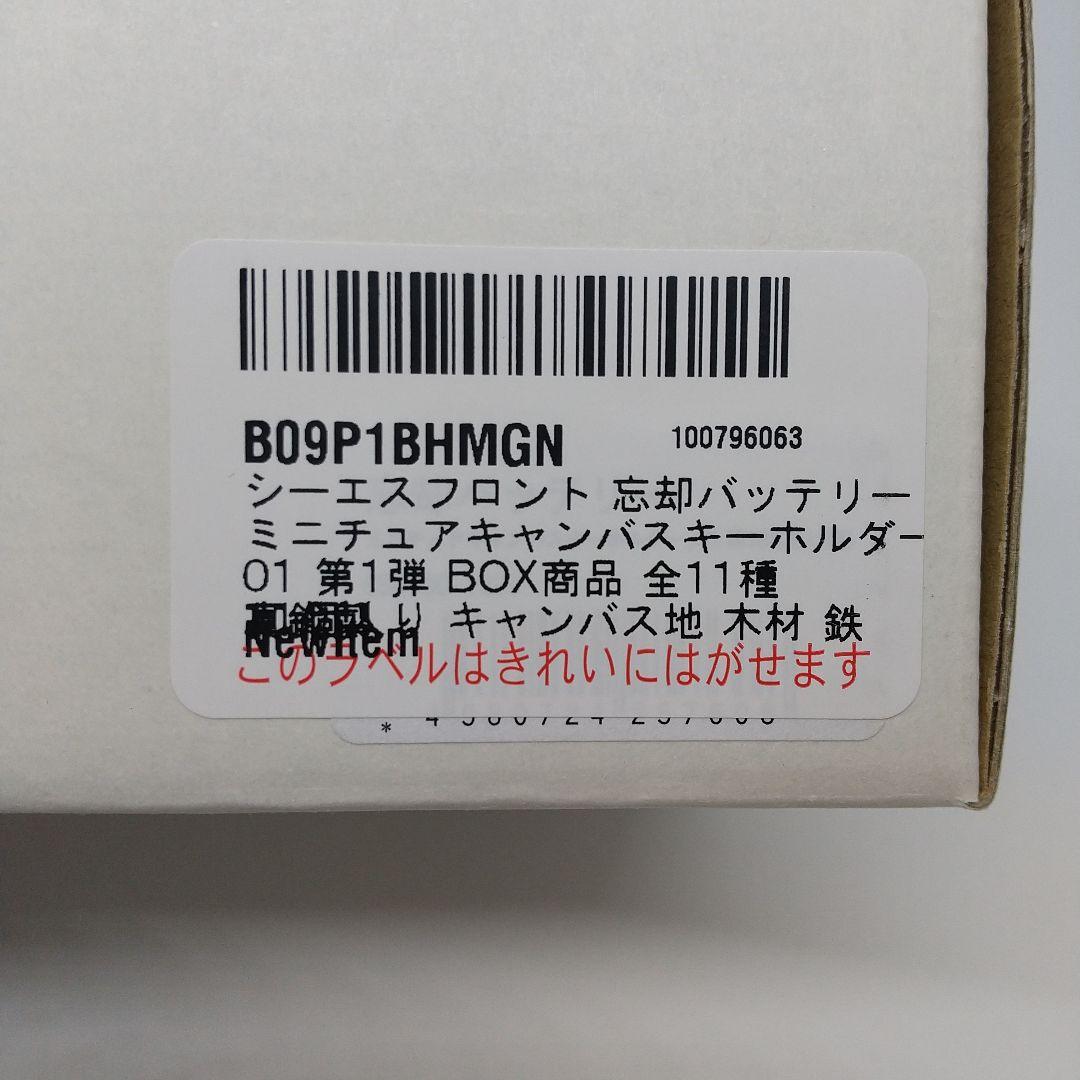 B09P1BHMGN 100796063
シーエスフロント 忘却バッテリー
ミニチュアキャンバスキーホルダー
01 第1弾 BOX商品 全11種
り キャンバス地 木材 鉄
NewItem
このラベルはきれいにはがせます